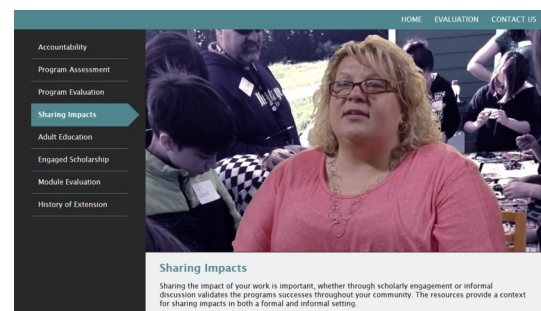 HOME EVALUATION CONTACT US
Accountability
Program Assessment
Program Evaluation
Sharing Impacts
Adult Education
Engaged Scholarship
Module Evaluation
History of Extension
Sharing Impacts
Sharing the impact of your work is important, whether through scholarly engagement or informal
discussion validates the programs successes throughout your community. The resources provide a context
for sharing impacts in both a formal and informal setting.